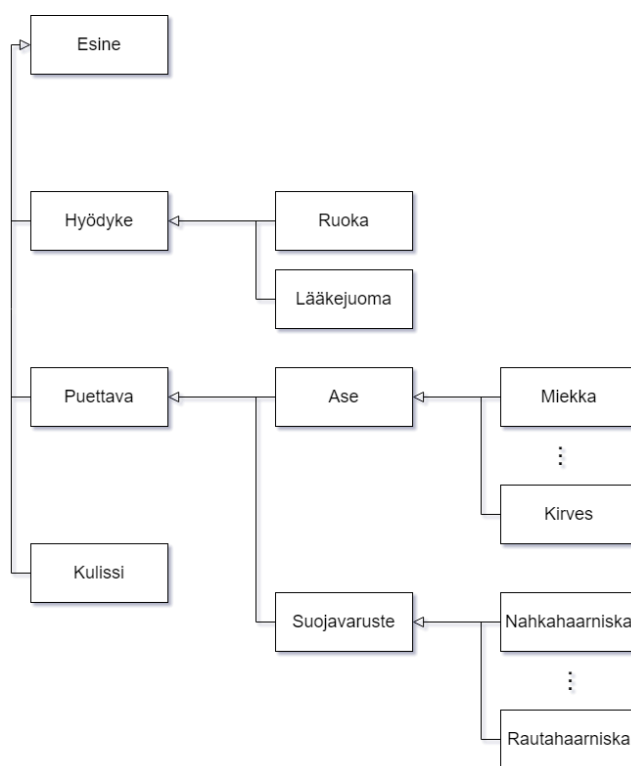 Esine
Hyödyke
Ruoka
Lääkejuoma
Puettava
Ase
Miekka
Kirves
Kulissi
Suojavaruste
Nahkahaarniska
Rautahaarniska